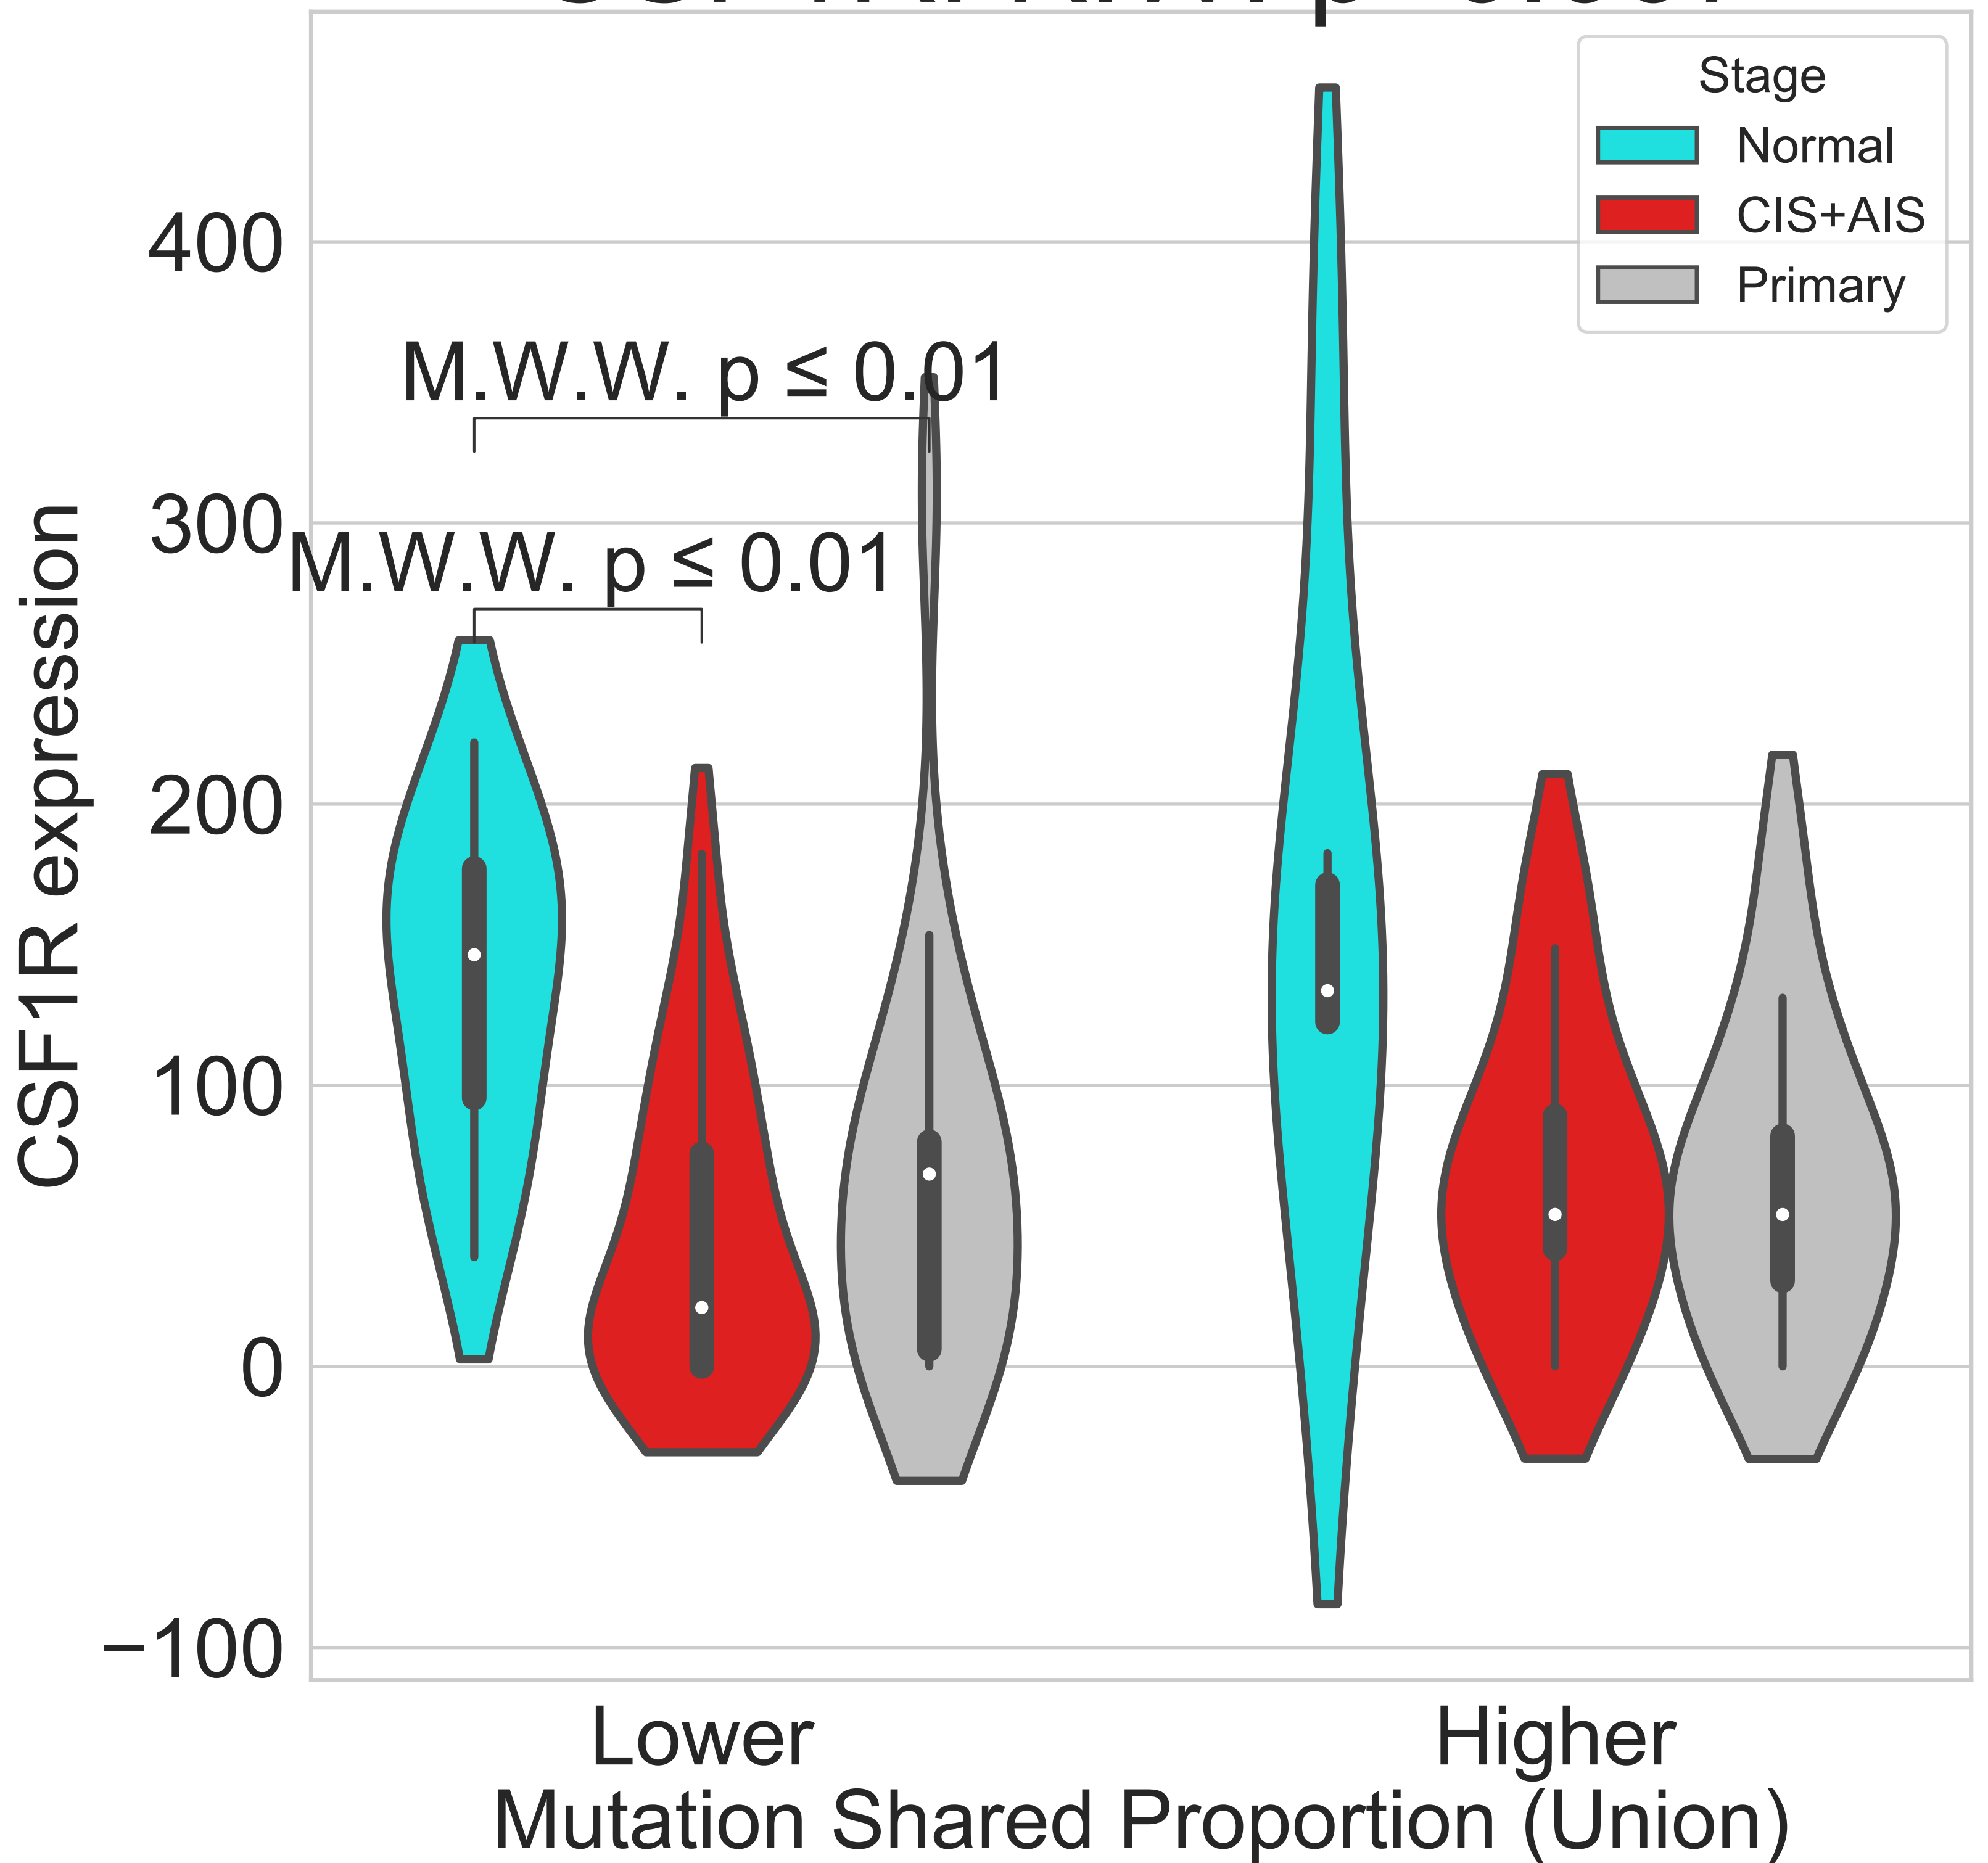 Stage
Normal
CIS+AIS
Primary
400
M.W.W. p ≤ 0.01
300
M.W.W. p ≤ 0.01
200
100
0
−100
CSF1R expression
Lower
Higher
Mutation Shared Proportion (Union)